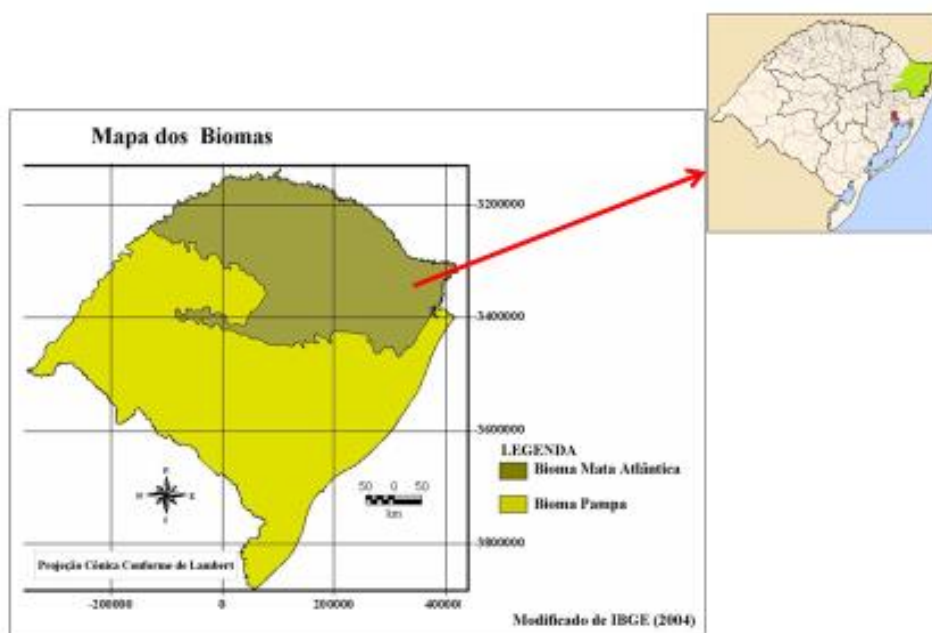 Mapa dos Biomas
3200000
3400000
3600000
LEGENDA
Bioma Mata Atlântica
50 0 50
km
Bioma Pampa
3800000
Projeção Cônica Conforme de Lambert
-200000 0 200000 400000
Modificado de IBGE (2004)